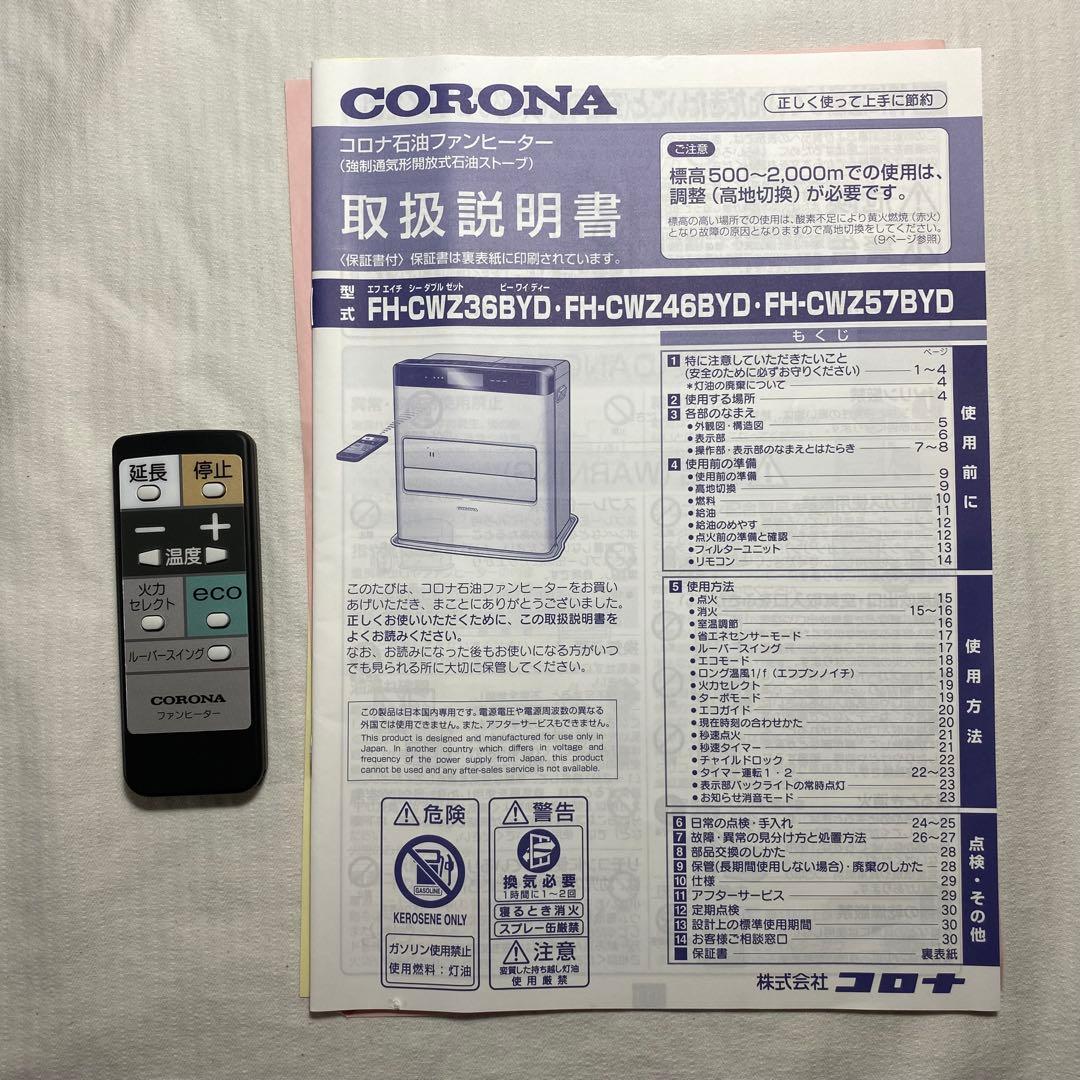 延長
停止
− ＋
温度
火力
セレクト
eco
ルーバースイング
CORONA
ファンヒーター
CORONA
正しく使って上手に節約
コロナ石油ファンヒーター
（強制通気形開放式石油ストーブ）
取扱説明書
〈保証書付〉保証書は裏表紙に印刷されています。
ご注意
標高500～2,000mでの使用は、
調整（高地切換）が必要です。
標高の高い場所での使用は、酸素不足により黄火燃焼（赤火）
となり故障の原因となりますので高地切換をしてください。
（9ページ参照）
型式
エフ エイチ シー ダブル ゼット ビー ワイ ディー
FH-CWZ36BYD・FH-CWZ46BYD・FH-CWZ57BYD
もくじ
ページ
1 特に注意していただきたいこと
（安全のために必ずお守りください） 1～4
＊灯油の廃棄について 4
2 使用する場所 4
3 各部のなまえ
●外観図・構造図 5
●表示部 6
●操作部・表示部のなまえとはたらき 7～8
4 使用前の準備
●使用前の準備 9
●高地切換 9
●燃料 10
●給油 11
●給油のめやす 12
●点火前の準備と確認 12
●フィルターユニット 13
●リモコン 14
使用前に
5 使用方法
●点火 15
●消火 15～16
●室温調節 16
●省エネセンサーモード 17
●ルーバースイング 17
●エコモード 18
●ロング温風1/f（エフブンノイチ） 18
●火力セレクト 19
●ターボモード 19
●エコガイド 20
●現在時刻の合わせかた 20
●秒速点火 21
●秒速タイマー 21
●チャイルドロック 22
●タイマー運転1・2 22～23
●表示部バックライトの常時点灯 23
●お知らせ消音モード 23
使用方法
6 日常の点検・手入れ 24～25
7 故障・異常の見分け方と処置方法 26～27
8 部品交換のしかた 28
9 保管（長期間使用しない場合）・廃棄のしかた 28
10 仕様 29
11 アフターサービス 29
12 定期点検 30
13 設計上の標準使用期間 30
14 お客様ご相談窓口 30
保証書 裏表紙
点検・その他
CORONA
このたびは、コロナ石油ファンヒーターをお買い
あげいただき、まことにありがとうございました。
正しくお使いいただくために、この取扱説明書を
よくお読みください。
なお、お読みになった後もお使いになる方がいつ
でも見られる所に大切に保管してください。
この製品は日本国内専用です。電源電圧や電源周波数の異なる
外国では使用できません。また、アフターサービスもできません。
This product is designed and manufactured for use only in
Japan. In another country which differs in voltage and
frequency of the power supply from Japan, this product
cannot be used and any after-sales service is not available.
危険
GASOLINE
KEROSENE ONLY
ガソリン使用禁止
使用燃料：灯油
警告
換気必要
1時間に1～2回
寝るとき消火
スプレー缶厳禁
注意
変質した持ち越し灯油
使用厳禁
株式会社 コロナ